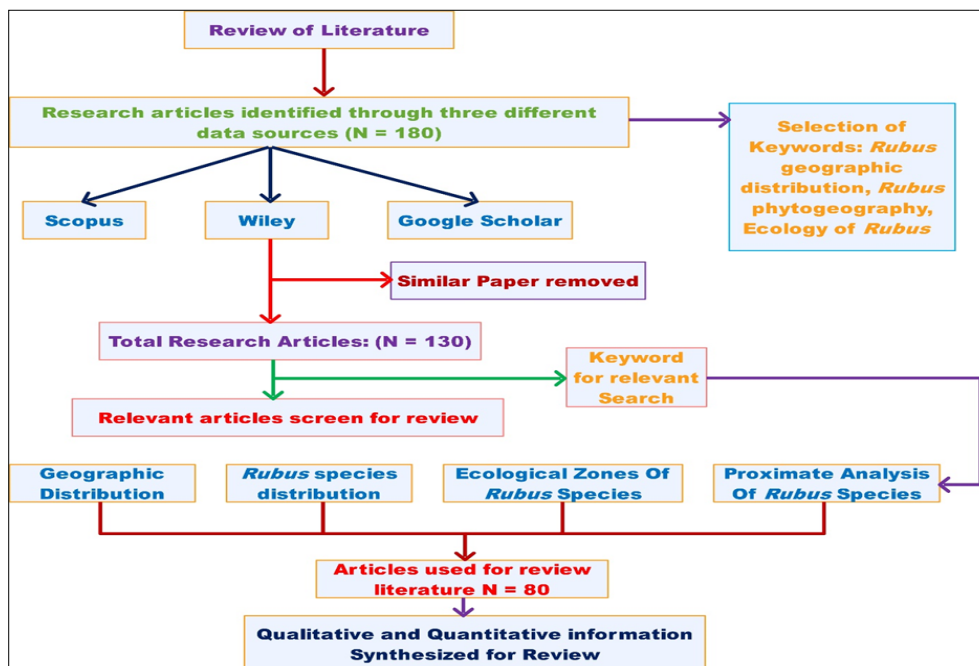 Review of Literature
Research articles identified through three different
data sources (N = 180)
Selection of
Keywords: Rubus
geographic
distribution, Rubus
phytogeography,
Ecology of Rubus
Scopus
Wiley
Google Scholar
Similar Paper removed
Total Research Articles: (N = 130)
Keyword
for relevant
Search
Relevant articles screen for review
Geographic
Distribution
Rubus species
distribution
Ecological Zones Of
Rubus Species
Proximate Analysis
Of Rubus Species
Articles used for review
literature N = 80
Qualitative and Quantitative information
Synthesized for Review